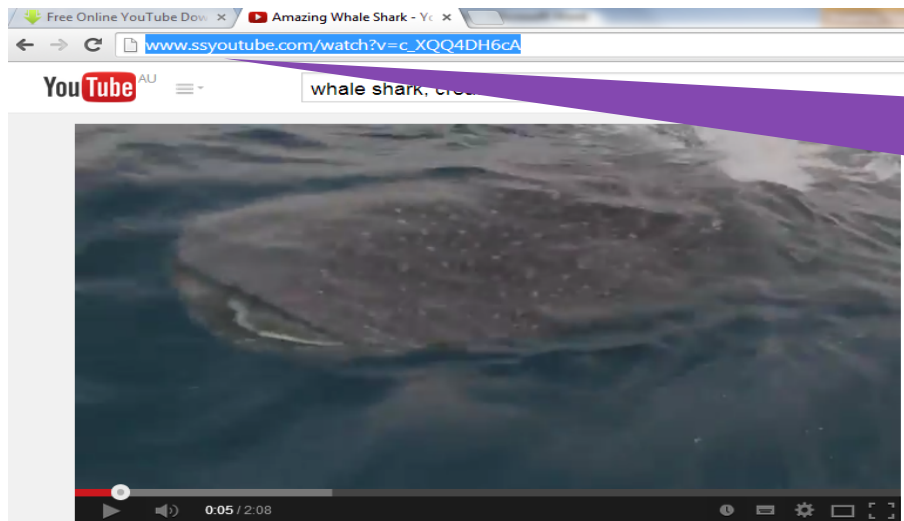 Free Online YouTube Dow
Amazing Whale Shark - Yo
www.ssyoutube.com/watch?v=c_XQQ4DH6cA
YouTube AU
whale shark, crea
0:05 / 2:08